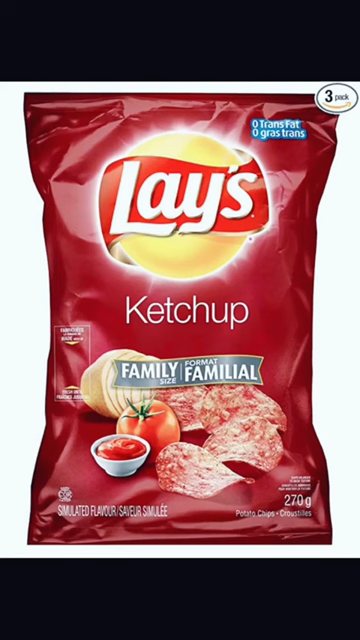 3 pack
0 Trans Fat
0 gras trans
Lay's
Ketchup
FAMILY SIZE
FORMAT FAMILIAL
SIMULATED FLAVOUR/SAVEUR SIMULÉE
270 g
Potato Chips • Croustilles